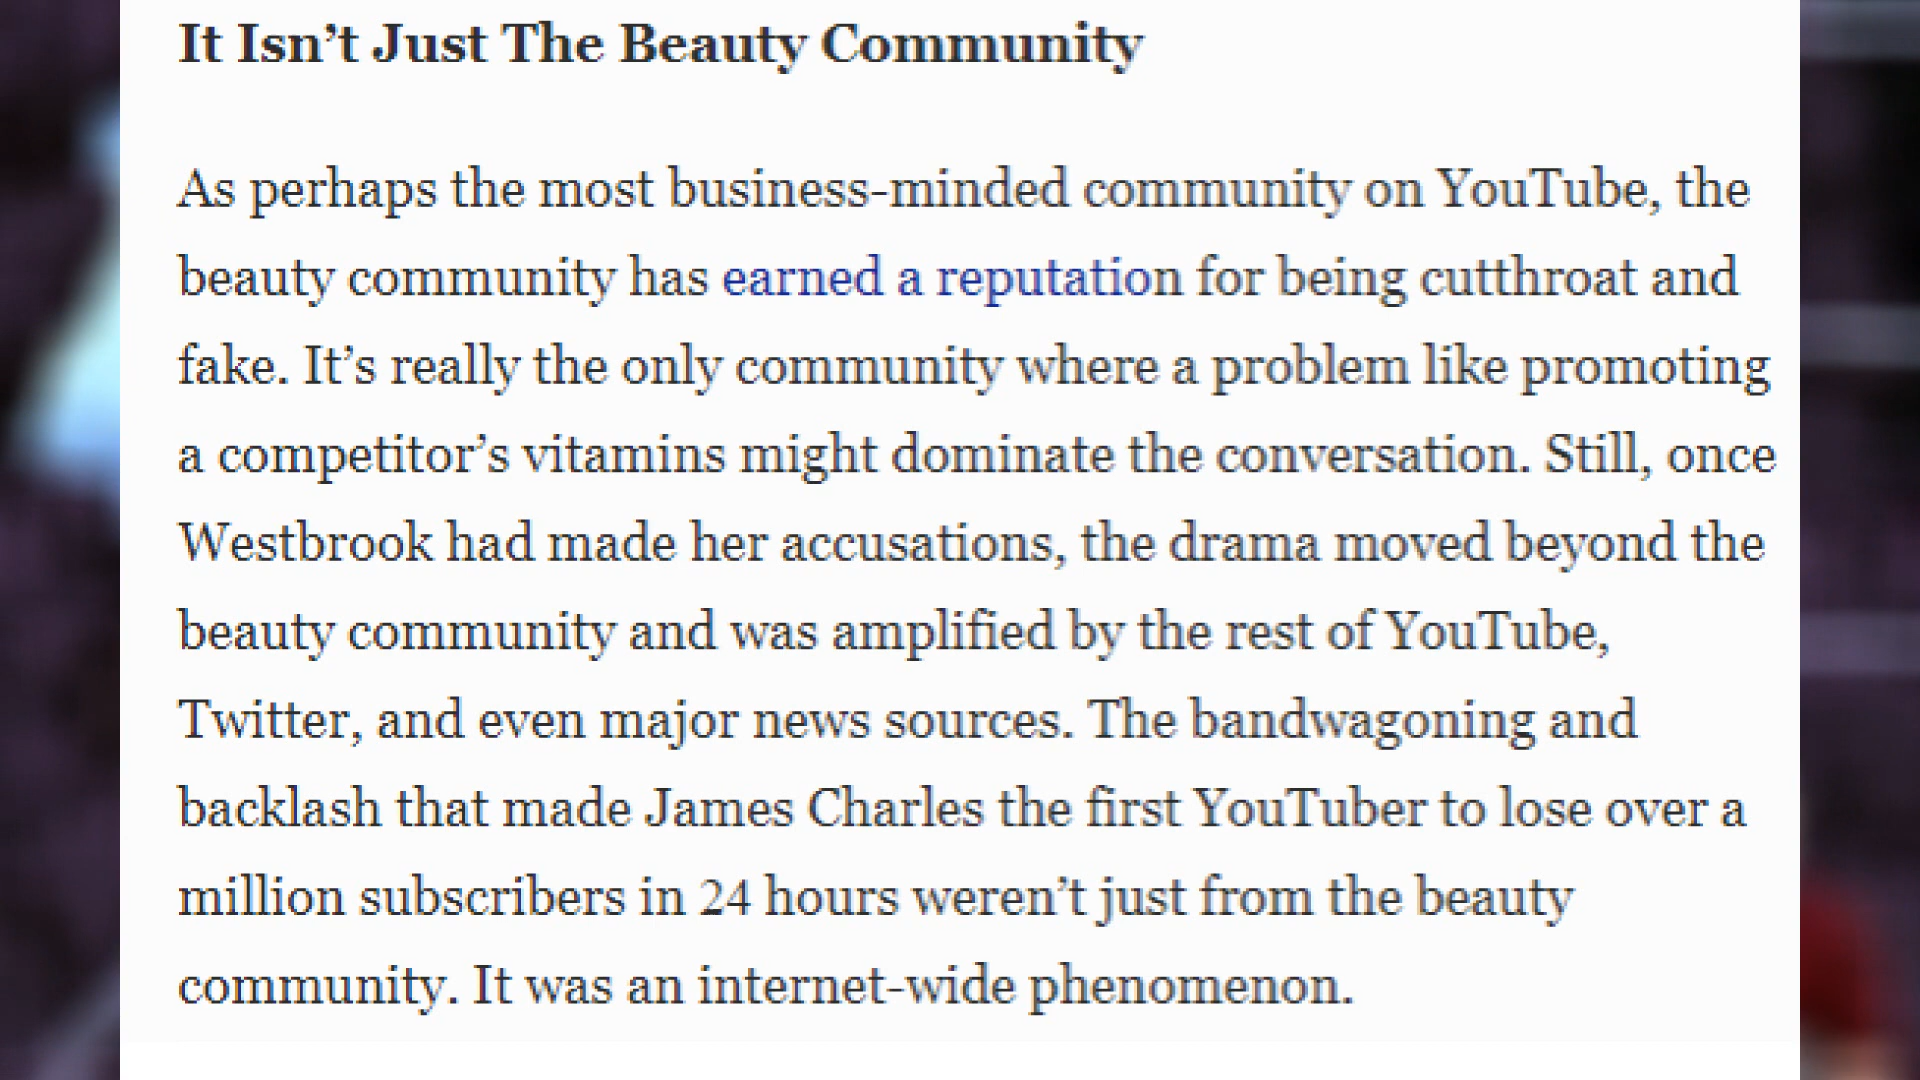 It Isn’t Just The Beauty Community
As perhaps the most business-minded community on YouTube, the
beauty community has earned a reputation for being cutthroat and
fake. It’s really the only community where a problem like promoting
a competitor’s vitamins might dominate the conversation. Still, once
Westbrook had made her accusations, the drama moved beyond the
beauty community and was amplified by the rest of YouTube,
Twitter, and even major news sources. The bandwagoning and
backlash that made James Charles the first YouTuber to lose over a
million subscribers in 24 hours weren’t just from the beauty
community. It was an internet-wide phenomenon.